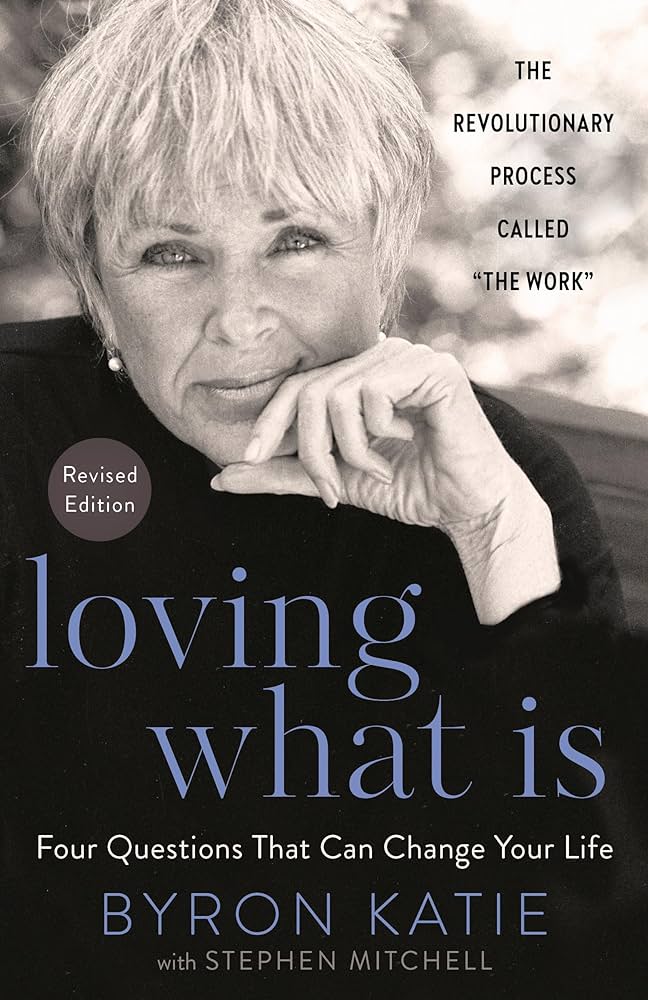 THE
REVOLUTIONARY
PROCESS
CALLED
“THE WORK”
Revised
Edition
loving
what is
Four Questions That Can Change Your Life
BYRON KATIE
with STEPHEN MITCHELL